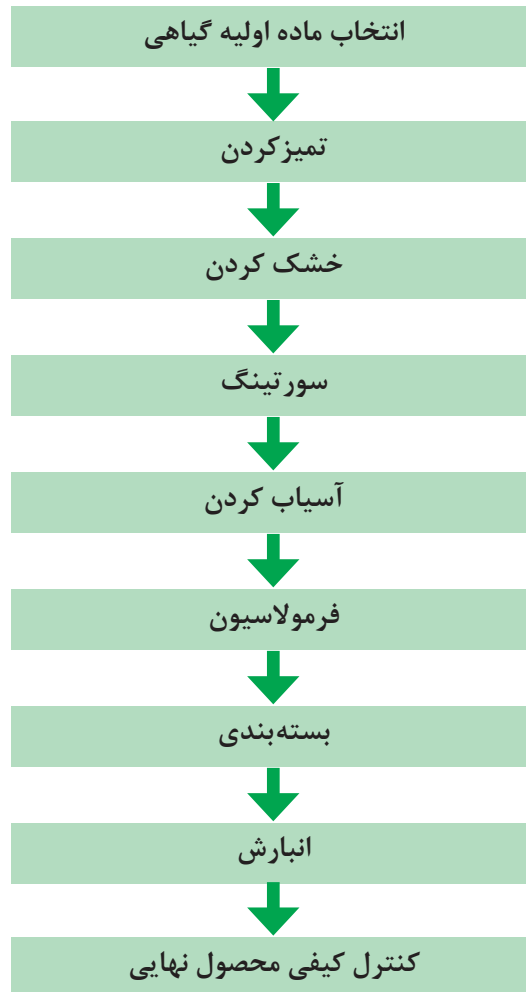 انتخاب ماده اولیه گیاهی
تمیزکردن
خشک کردن
سورتینگ
آسیاب کردن
فرمولاسیون
بسته‌بندی
انبارش
کنترل کیفی محصول نهایی